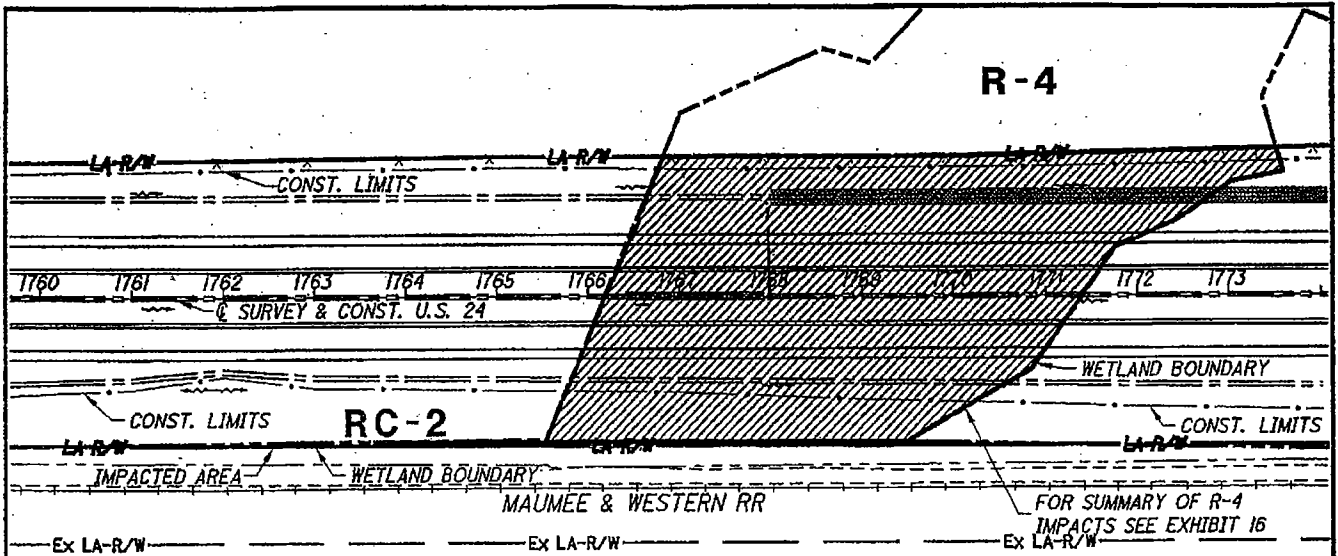 R-4
LA-R/W LA-R/W LA-R/W
CONST. LIMITS
1760 1761 1762 1763 1764 1765 1766 1767 1768 1769 1770 1771 1772 1773
℄ SURVEY & CONST. U.S. 24
WETLAND BOUNDARY
CONST. LIMITS RC-2 CONST. LIMITS
LA-R/W LA-R/W LA-R/W
IMPACTED AREA WETLAND BOUNDARY
MAUMEE & WESTERN RR
FOR SUMMARY OF R-4
IMPACTS SEE EXHIBIT 16
Ex LA-R/W Ex LA-R/W Ex LA-R/W